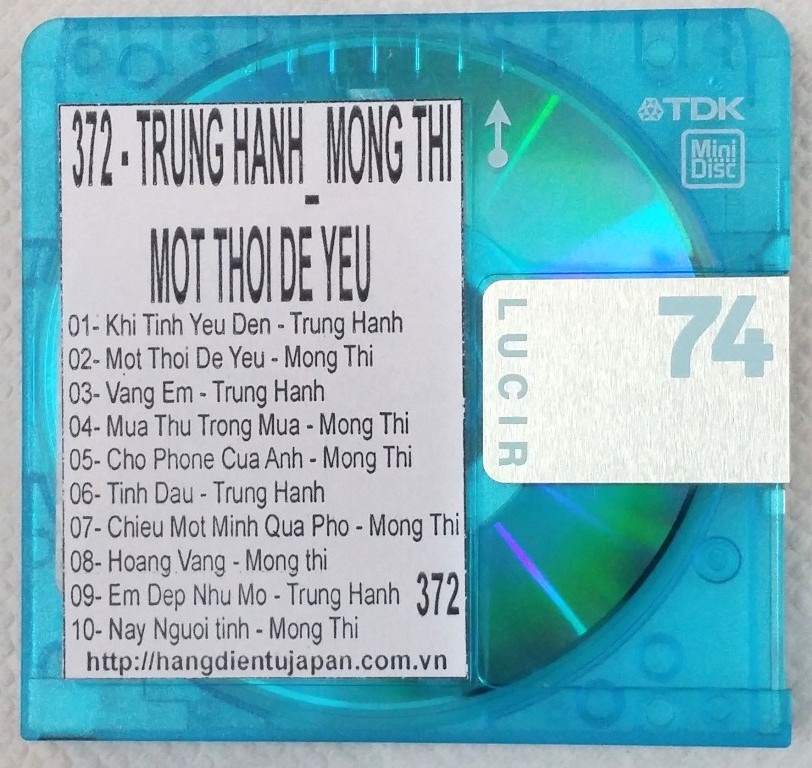 372 - TRUNG HANH_ MONG THI
MOT THOI DE YEU
01- Khi Tinh Yeu Den - Trung Hanh
02- Mot Thoi De Yeu - Mong Thi
03- Vang Em - Trung Hanh
04- Mua Thu Trong Mua - Mong Thi
05- Cho Phone Cua Anh - Mong Thi
06- Tinh Dau - Trung Hanh
07- Chieu Mot Minh Qua Pho - Mong Thi
08- Hoang Vang - Mong thi
09- Em Dep Nhu Mo - Trung Hanh
372
10- Nay Nguoi tinh - Mong Thi
http://hangdientujapan.com.vn
TDK
Mini
Disc
74
LUCIR